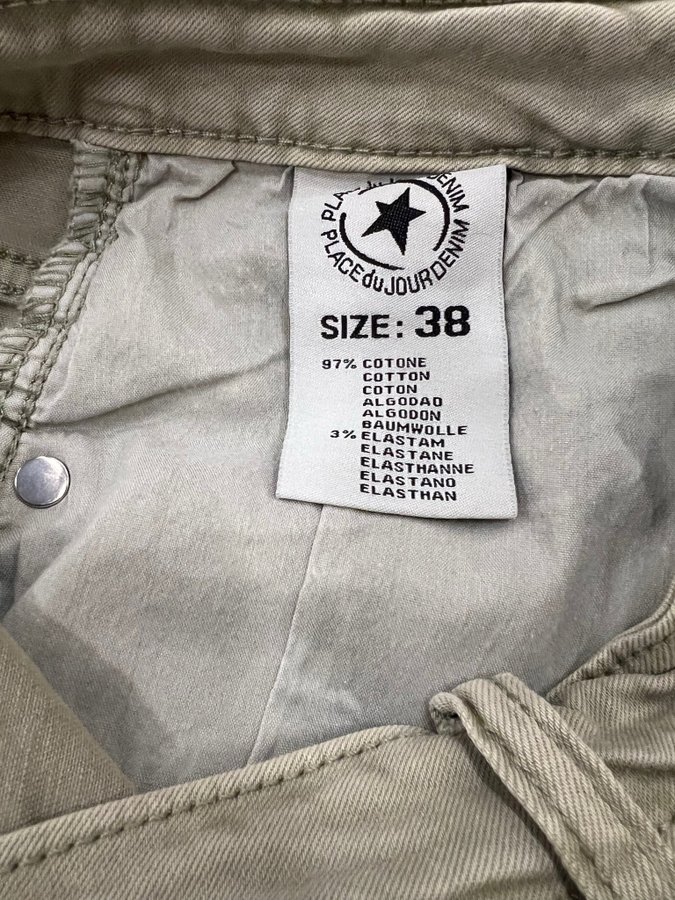 PLACE du JOUR DENIM
PLACE du JOUR DENIM
SIZE: 38
97% COTONE
COTTON
COTON
ALGODAO
ALGODON
BAUMWOLLE
3% ELASTAM
ELASTANE
ELASTHANNE
ELASTANO
ELASTHAN